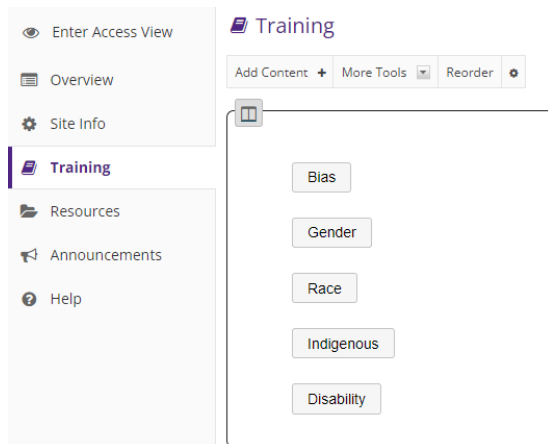 Enter Access View
Overview
Site Info
Training
Resources
Announcements
Help
Training
Add Content + More Tools Reorder
Bias
Gender
Race
Indigenous
Disability